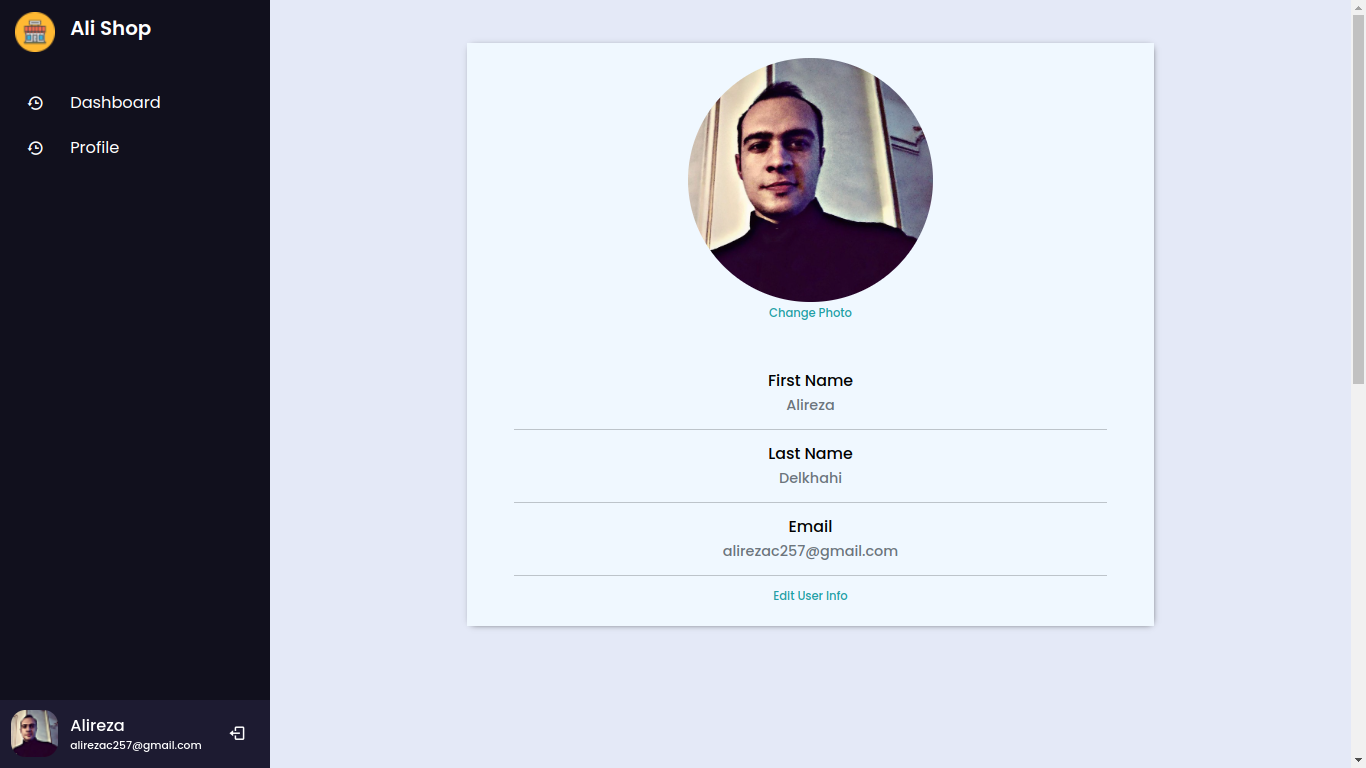 Ali Shop
Dashboard
Profile
Change Photo
First Name
Alireza
Last Name
Delkhahi
Email
alirezac257@gmail.com
Edit User Info
Alireza
alirezac257@gmail.com